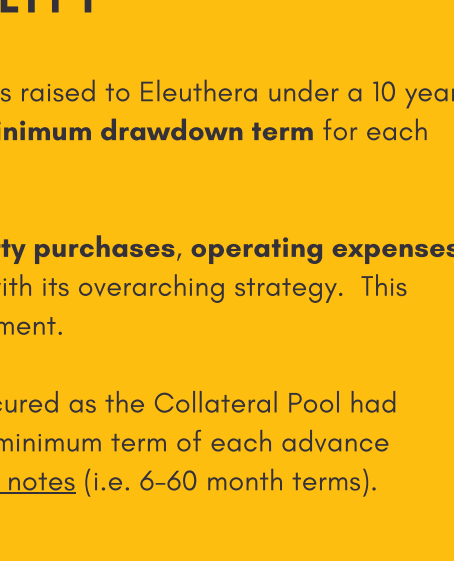 s raised to Eleuthera under a 10 year
inimum drawdown term for each
ty purchases, operating expenses
ith its overarching strategy.  This
ment.
cured as the Collateral Pool had
minimum term of each advance
notes (i.e. 6–60 month terms).